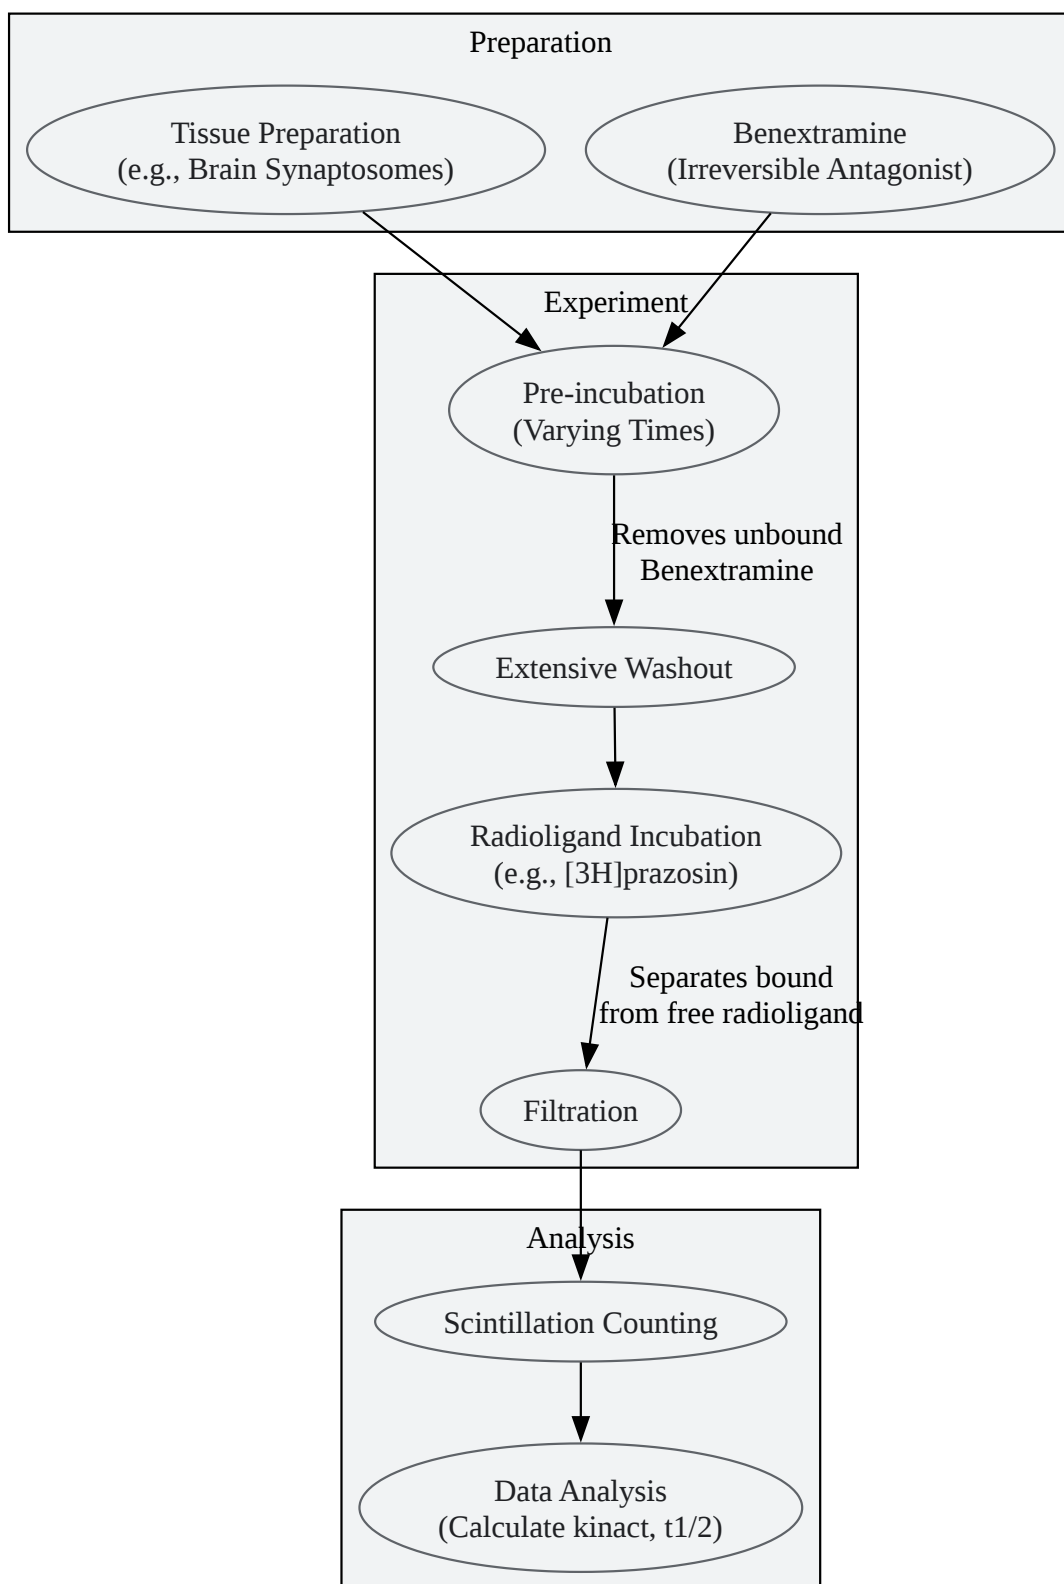 Preparation
Tissue Preparation
(e.g., Brain Synaptosomes)
Benextramine
(Irreversible Antagonist)
Experiment
Pre-incubation
(Varying Times)
Removes unbound
Benextramine
Extensive Washout
Radioligand Incubation
(e.g., [3H]prazosin)
Separates bound
from free radioligand
Filtration
Analysis
Scintillation Counting
Data Analysis
(Calculate kinact, t1/2)